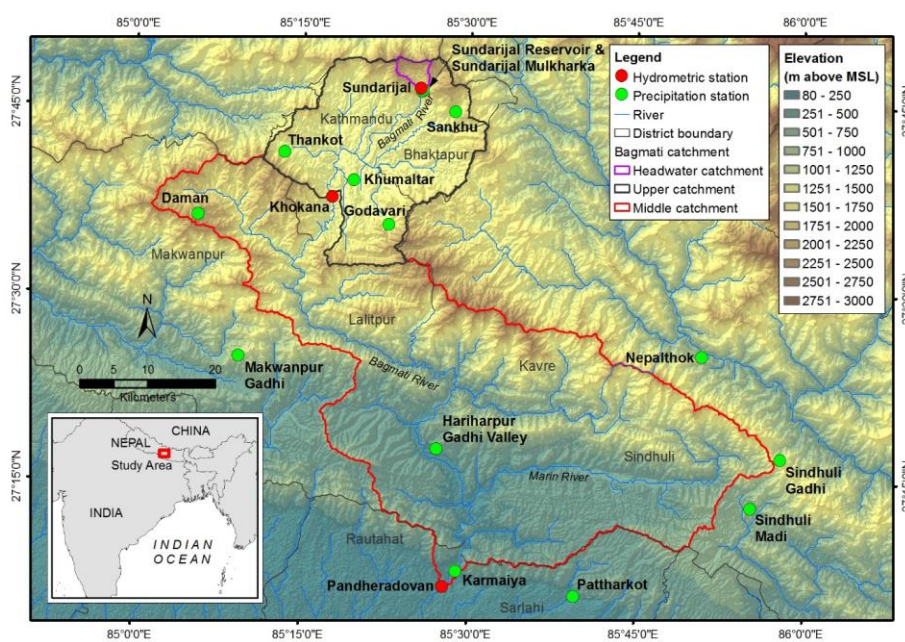 85°0'0"E
85°15'0"E
85°30'0"E
85°45'0"E
86°0'0"E
27°45'0"N
27°30'0"N
27°15'0"N
Sundarijal Reservoir &
Sundarijal Mulkharka
Sundarijal
Kathmandu
Bagmati River
Sankhu
Thankot
Bhaktapur
Khumaltar
Daman
Khokana
Godavari
Makwanpur
Lalitpur
N
0 5 10 20
Kilometers
Makwanpur
Gadhi
Bagmati River
Kavre
Nepalthok
Hariharpur
Gadhi Valley
Sindhuli
Marin River
Sindhuli
Gadhi
Sindhuli
Madi
Rautahat
Pandheradovan
Karmaiya
Pattharkot
Sarlahi
Legend
Hydrometric station
Precipitation station
River
District boundary
Bagmati catchment
Headwater catchment
Upper catchment
Middle catchment
Elevation
(m above MSL)
80 - 250
251 - 500
501 - 750
751 - 1000
1001 - 1250
1251 - 1500
1501 - 1750
1751 - 2000
2001 - 2250
2251 - 2500
2501 - 2750
2751 - 3000
CHINA
NEPAL
Study Area
INDIA
INDIAN
OCEAN
85°0'0"E
85°15'0"E
85°30'0"E
85°45'0"E
86°0'0"E